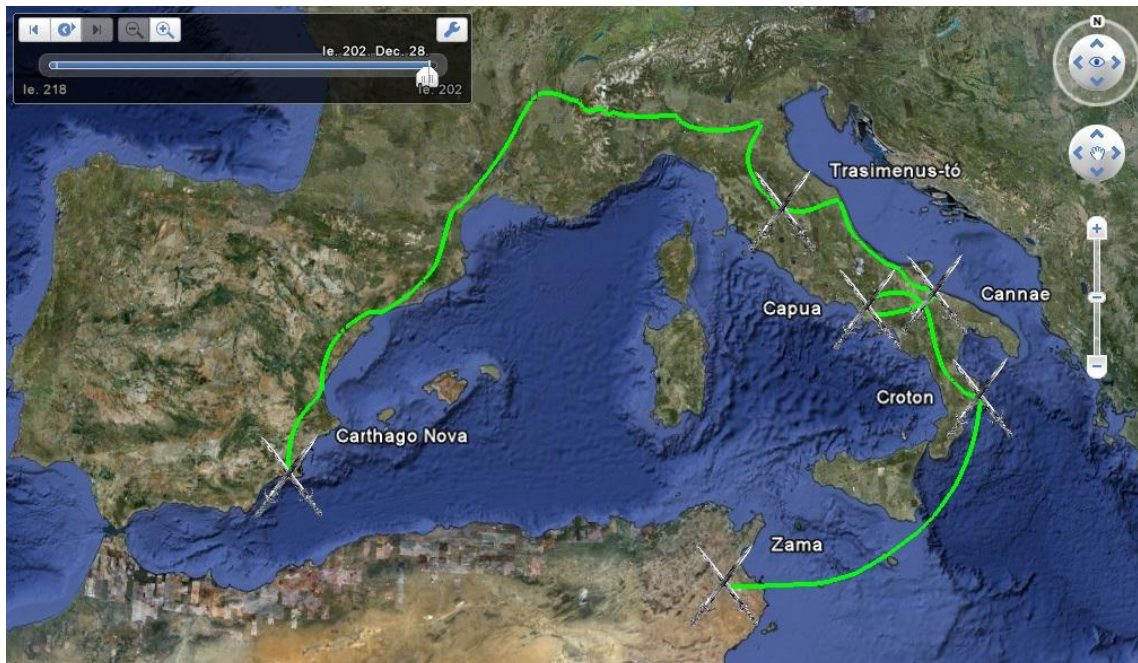 N
Ie. 202. Dec. 28.
Ie. 218
Ie. 202
Trasimenus-tó
Cannae
Capua
Croton
Carthago Nova
Zama